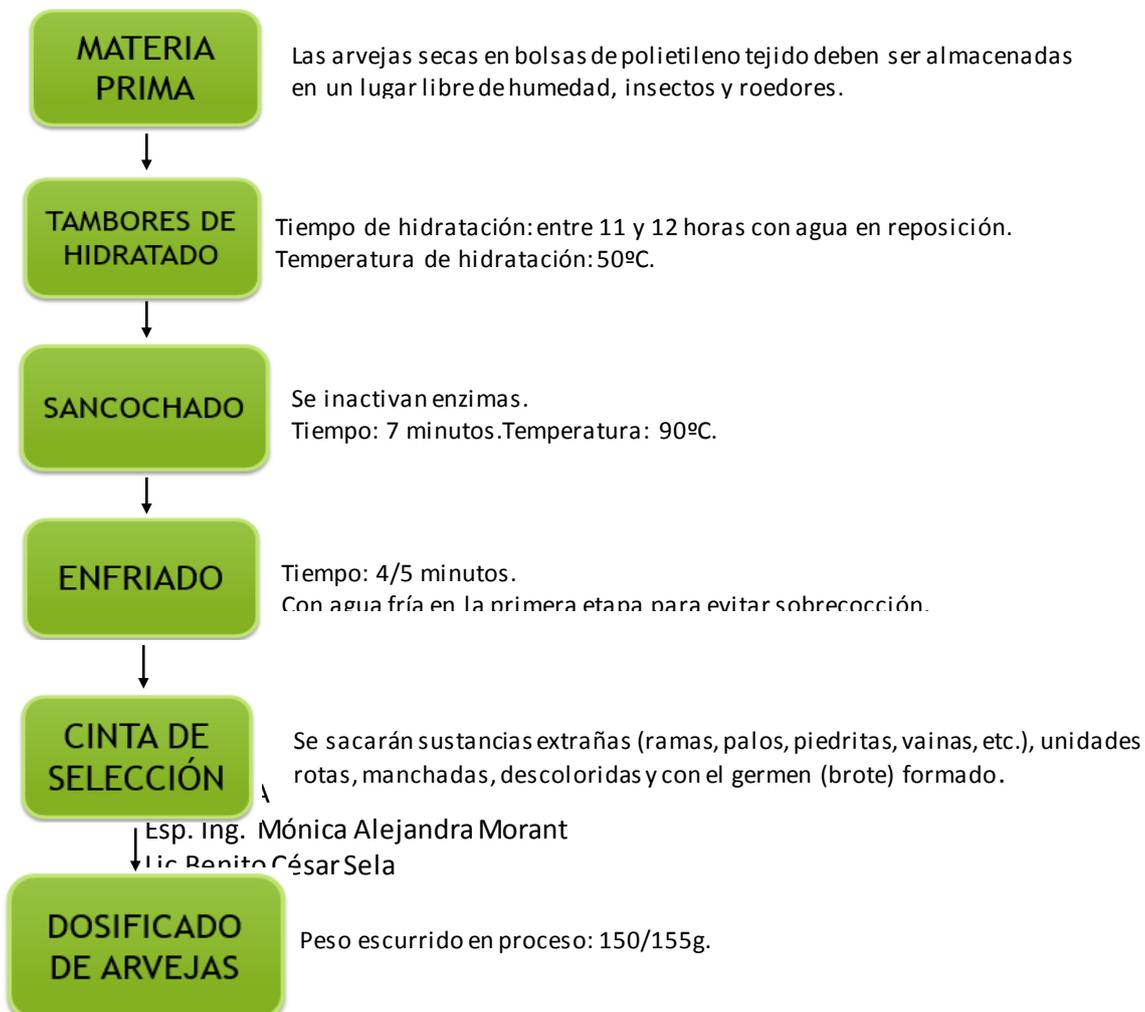 MATERIA
PRIMA
Las arvejas secas en bolsas de polietileno tejido deben ser almacenadas
en un lugar libre de humedad, insectos y roedores.
TAMBORES DE
HIDRATADO
Tiempo de hidratación: entre 11 y 12 horas con agua en reposición.
Temperatura de hidratación: 50ºC.
SANCOCHADO
Se inactivan enzimas.
Tiempo: 7 minutos.Temperatura: 90ºC.
ENFRIADO
Tiempo: 4/5 minutos.
Con agua fría en la primera etapa para evitar sobrecocción.
CINTA DE
SELECCIÓN
Se sacarán sustancias extrañas (ramas, palos, piedritas, vainas, etc.), unidades
rotas, manchadas, descoloridas y con el germen (brote) formado.
Esp. Ing. Mónica Alejandra Morant
Lic Benito César Sela
DOSIFICADO
DE ARVEJAS
Peso escurrido en proceso: 150/155g.